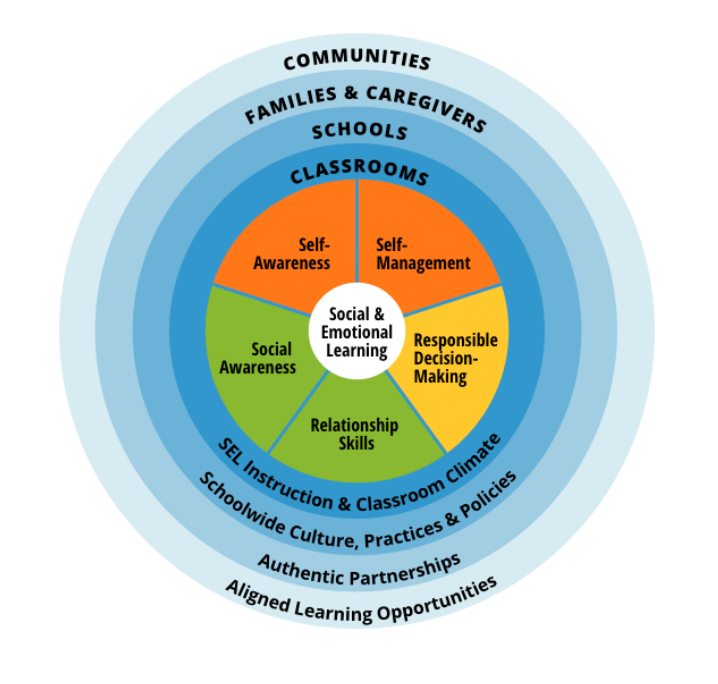 COMMUNITIES
FAMILIES & CAREGIVERS
SCHOOLS
CLASSROOMS
Self-
Awareness
Self-
Management
Social &
Emotional
Learning
Social
Awareness
Responsible
Decision-
Making
Relationship
Skills
SEL Instruction & Classroom Climate
Schoolwide Culture, Practices & Policies
Authentic Partnerships
Aligned Learning Opportunities